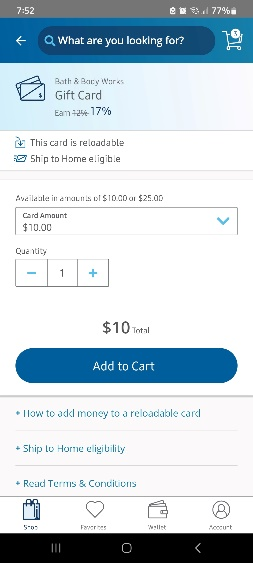 7:52
77%
What are you looking for?
Bath & Body Works
Gift Card
Earn 12% 17%
This card is reloadable
Ship to Home eligible
Available in amounts of $10.00 or $25.00
Card Amount
$10.00
Quantity
− 1 +
$10 Total
Add to Cart
+ How to add money to a reloadable card
+ Ship to Home eligibility
+ Read Terms & Conditions
Shop Favorites Wallet Account